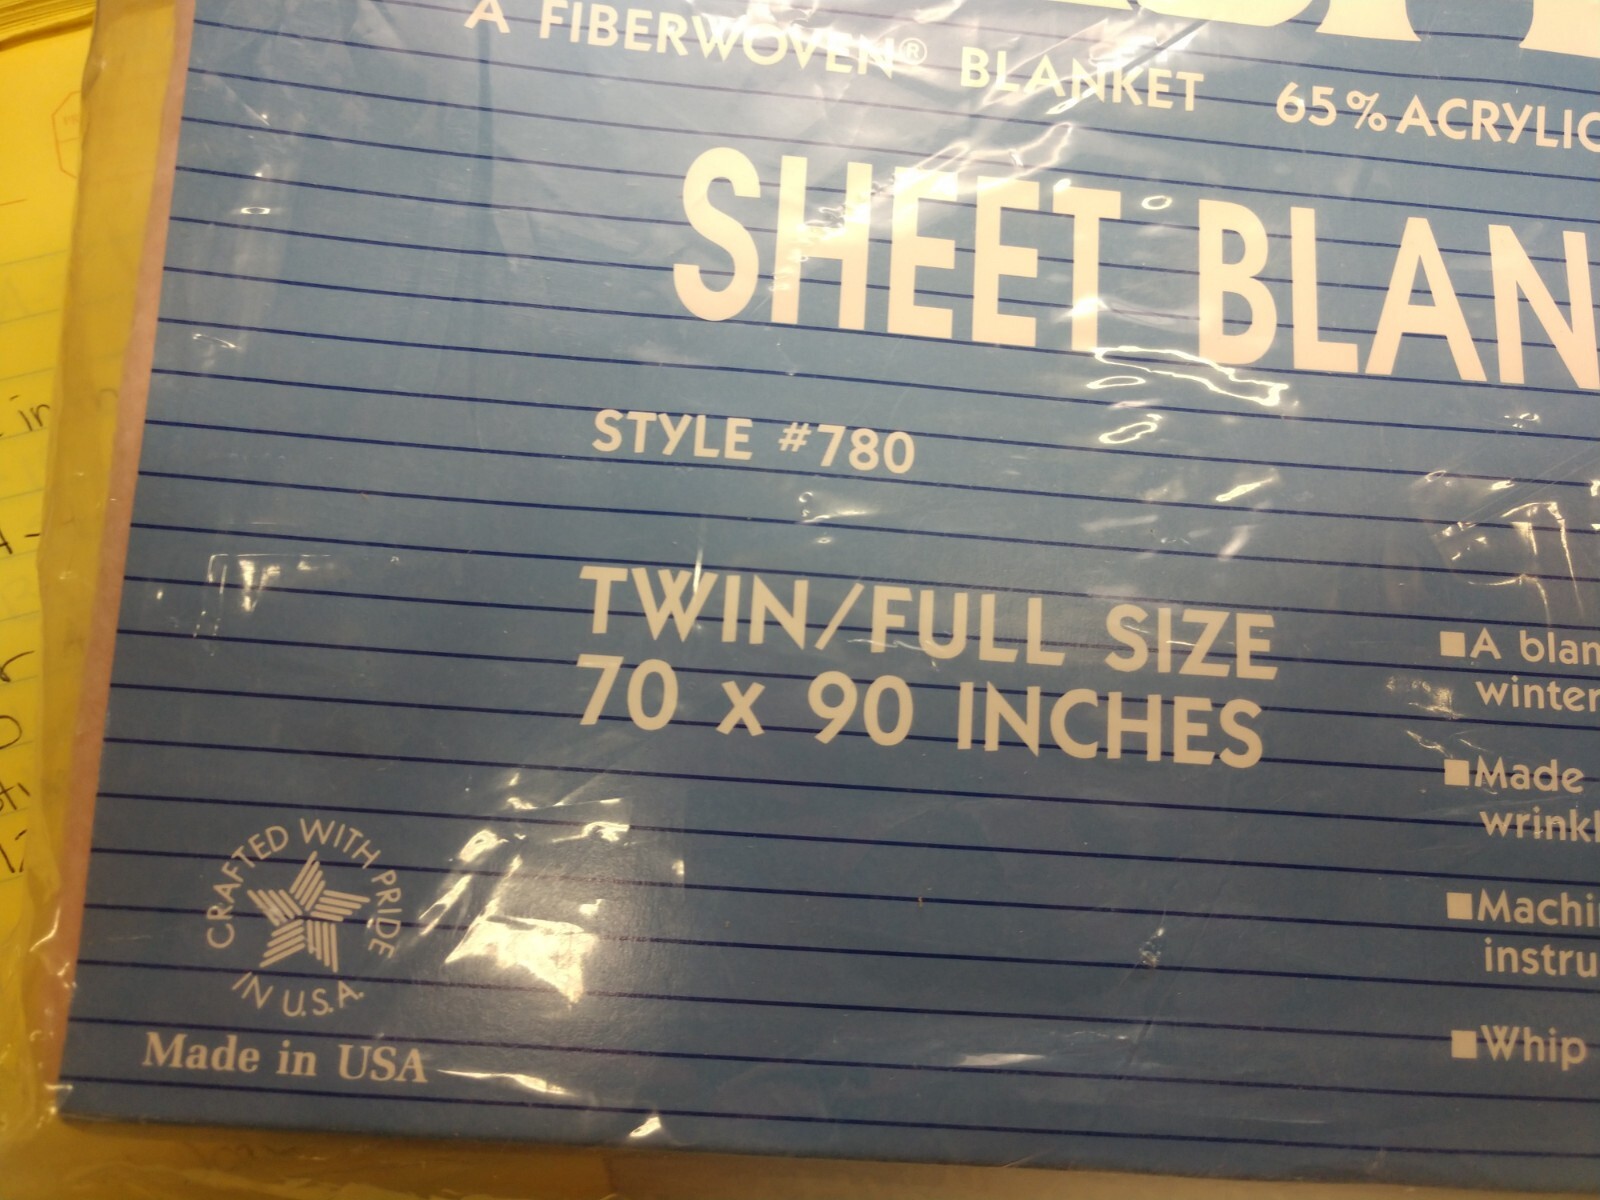 A FIBERWOVEN® BLANKET 65% ACRYLIC
SHEET BLAN
STYLE #780
TWIN/FULL SIZE
70 x 90 INCHES
■A blan
winter
■Made
wrinkl
■Machi
instru
■Whip
CRAFTED WITH PRIDE
IN U.S.A.
Made in USA
in